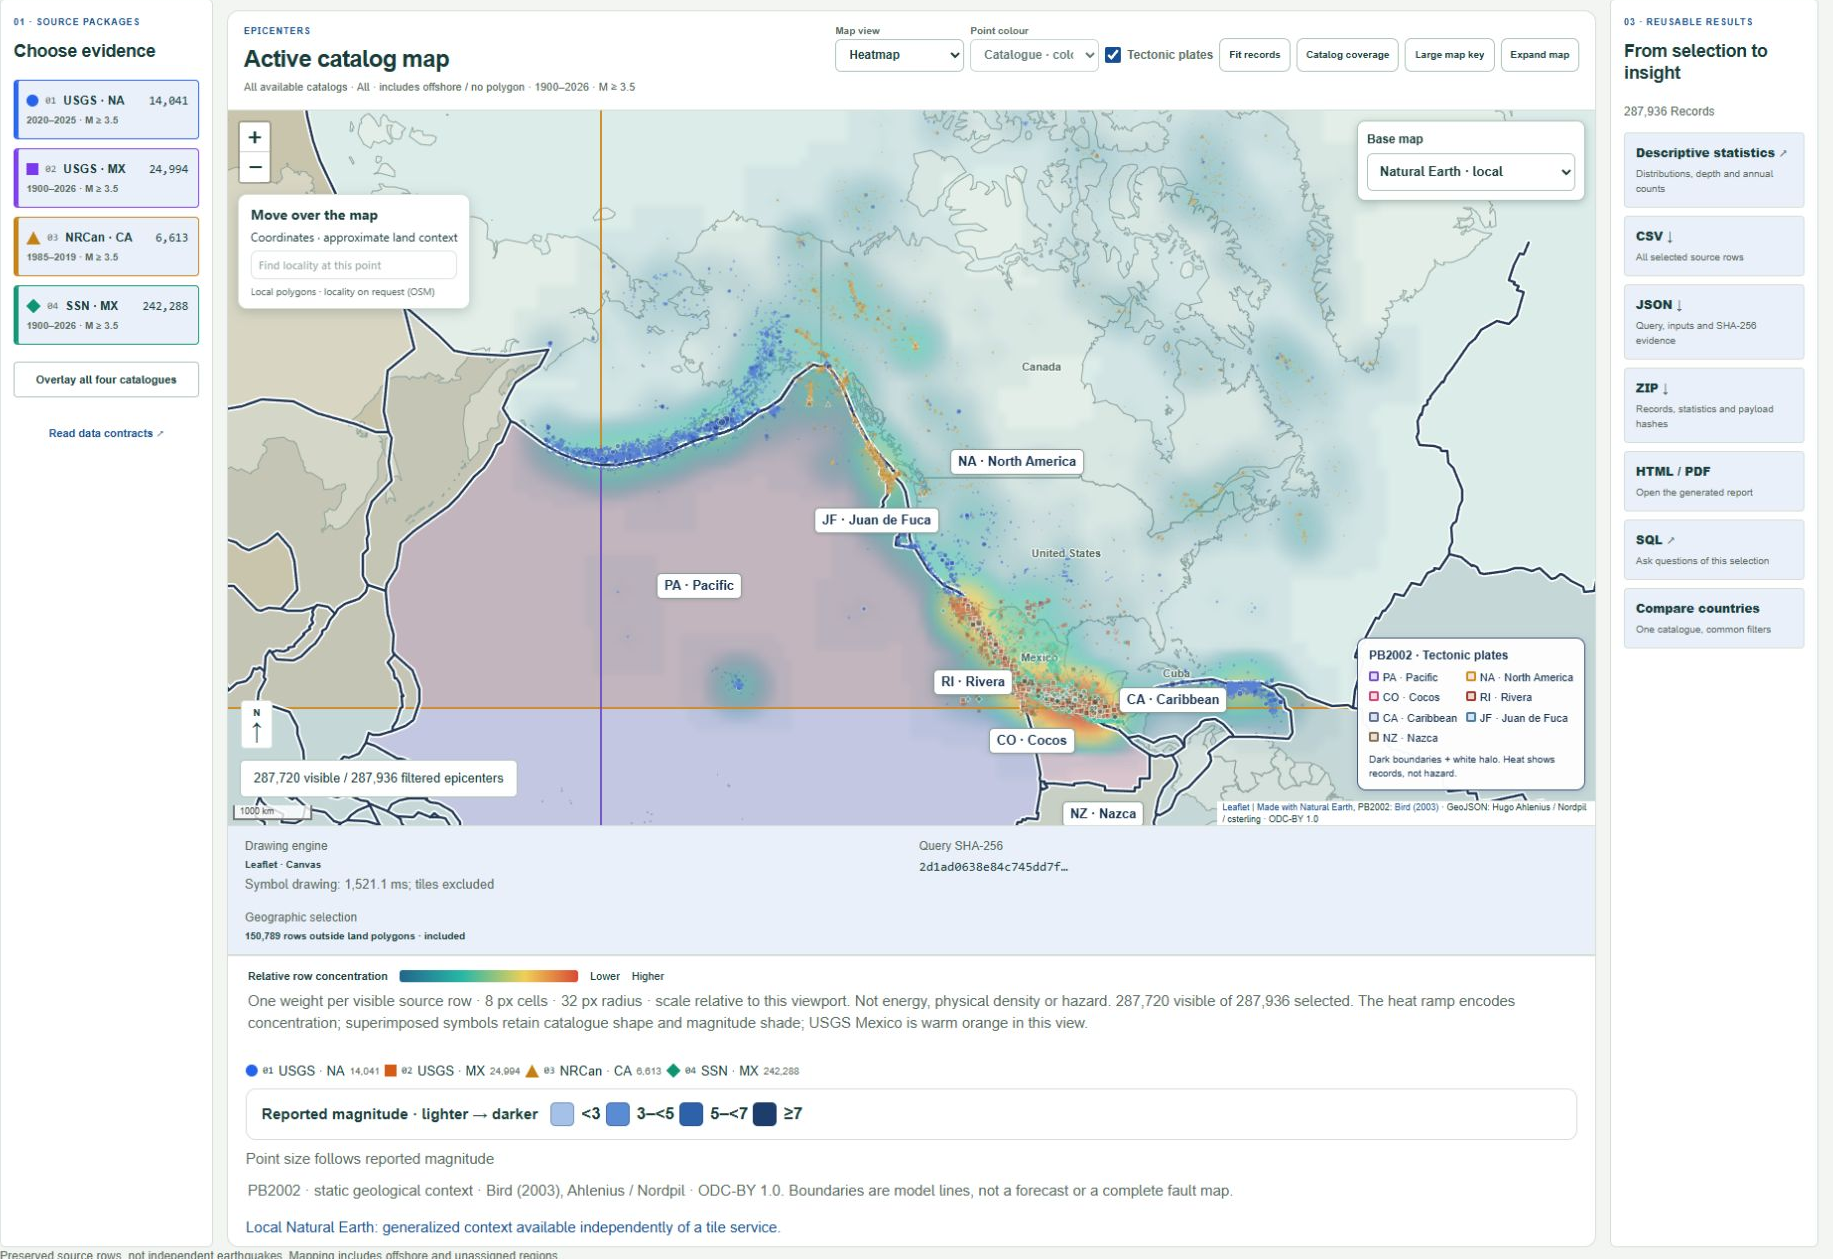 01 · SOURCE PACKAGES
Choose evidence
01 USGS · NA 14,041
2020–2025 · M ≥ 3.5
02 USGS · MX 24,994
1900–2026 · M ≥ 3.5
03 NRCan · CA 6,613
1985–2019 · M ≥ 3.5
04 SSN · MX 242,288
1900–2026 · M ≥ 3.5
Overlay all four catalogues
Read data contracts ↗
EPICENTERS
Active catalog map
All available catalogs · All · includes offshore / no polygon · 1900–2026 · M ≥ 3.5
Map view
Heatmap
Point colour
Catalogue · colo
Tectonic plates
Fit records
Catalog coverage
Large map key
Expand map
+
−
Move over the map
Coordinates · approximate land context
Find locality at this point
Local polygons · locality on request (OSM)
Base map
Natural Earth · local
Canada
NA · North America
JF · Juan de Fuca
United States
PA · Pacific
Mexico
RI · Rivera
Cuba
CA · Caribbean
CO · Cocos
NZ · Nazca
N
↑
287,720 visible / 287,936 filtered epicenters
1000 km
PB2002 · Tectonic plates
PA · Pacific NA · North America
CO · Cocos RI · Rivera
CA · Caribbean JF · Juan de Fuca
NZ · Nazca
Dark boundaries + white halo. Heat shows
records, not hazard.
Leaflet | Made with Natural Earth, PB2002: Bird (2003) · GeoJSON: Hugo Ahlenius / Nordpil
/ csterling · ODC-BY 1.0
Drawing engine
Leaflet · Canvas
Symbol drawing: 1,521.1 ms; tiles excluded
Query SHA-256
2d1ad0638e84c745dd7f…
Geographic selection
150,789 rows outside land polygons · included
Relative row concentration Lower Higher
One weight per visible source row · 8 px cells · 32 px radius · scale relative to this viewport. Not energy, physical density or hazard. 287,720 visible of 287,936 selected. The heat ramp encodes
concentration; superimposed symbols retain catalogue shape and magnitude shade; USGS Mexico is warm orange in this view.
01 USGS · NA 14,041 02 USGS · MX 24,994 03 NRCan · CA 6,613 04 SSN · MX 242,288
Reported magnitude · lighter → darker <3 3–<5 5–<7 ≥7
Point size follows reported magnitude
PB2002 · static geological context · Bird (2003), Ahlenius / Nordpil · ODC-BY 1.0. Boundaries are model lines, not a forecast or a complete fault map.
Local Natural Earth: generalized context available independently of a tile service.
03 · REUSABLE RESULTS
From selection to
insight
287,936 Records
Descriptive statistics ↗
Distributions, depth and annual
counts
CSV ↓
All selected source rows
JSON ↓
Query, inputs and SHA-256
evidence
ZIP ↓
Records, statistics and payload
hashes
HTML / PDF
Open the generated report
SQL ↗
Ask questions of this selection
Compare countries
One catalogue, common filters
Preserved source rows, not independent earthquakes. Mapping includes offshore and unassigned regions